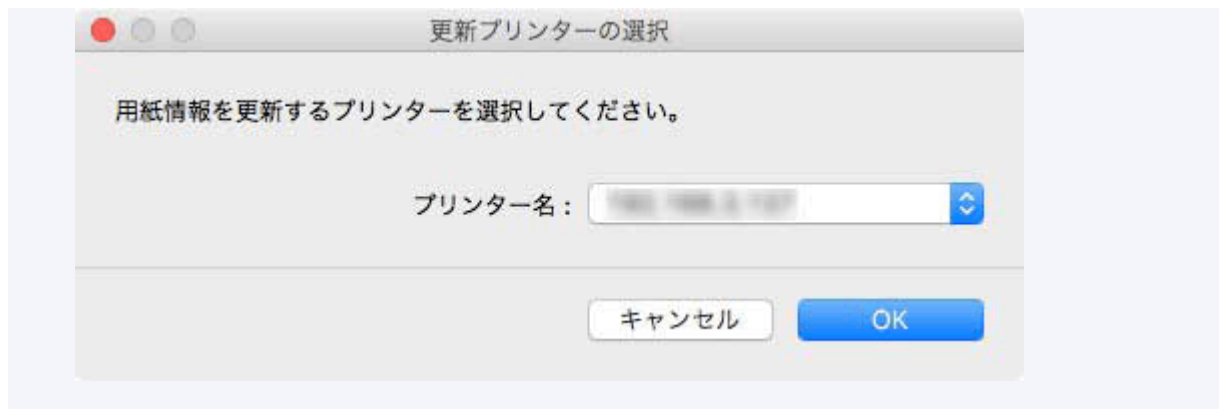 更新プリンターの選択
用紙情報を更新するプリンターを選択してください。
プリンター名：
キャンセル
OK